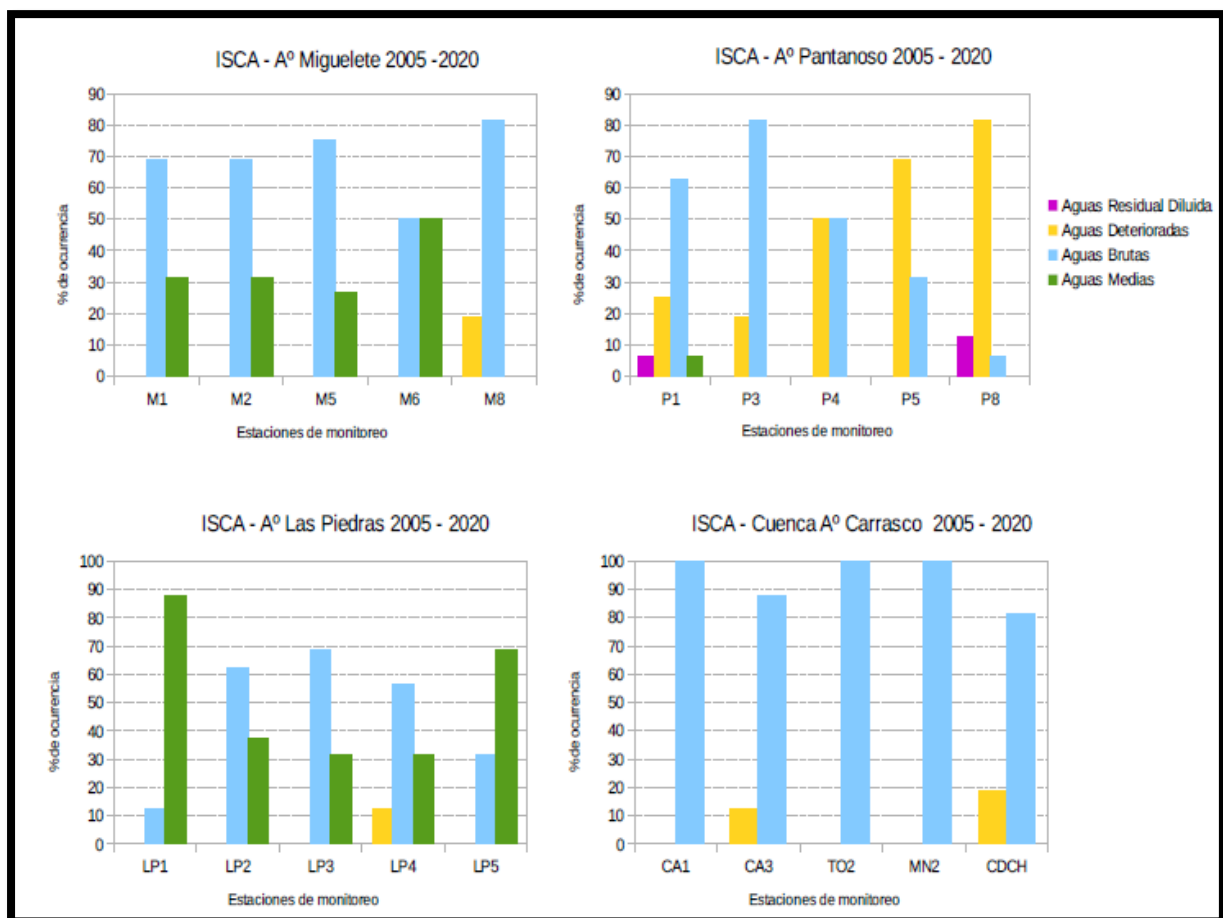 ISCA - Aº Miguelete 2005 -2020
% de ocurrencia
90
80
70
60
50
40
30
20
10
0
M1 M2 M5 M6 M8
Estaciones de monitoreo
ISCA - Aº Pantanoso 2005 - 2020
% de ocurrencia
90
80
70
60
50
40
30
20
10
0
P1 P3 P4 P5 P8
Estaciones de monitoreo
Aguas Residual Diluida
Aguas Deterioradas
Aguas Brutas
Aguas Medias
ISCA - Aº Las Piedras 2005 - 2020
% de ocurrencia
100
90
80
70
60
50
40
30
20
10
0
LP1 LP2 LP3 LP4 LP5
Estaciones de monitoreo
ISCA - Cuenca Aº Carrasco 2005 - 2020
% de ocurrencia
100
90
80
70
60
50
40
30
20
10
0
CA1 CA3 TO2 MN2 CDCH
Estaciones de monitoreo